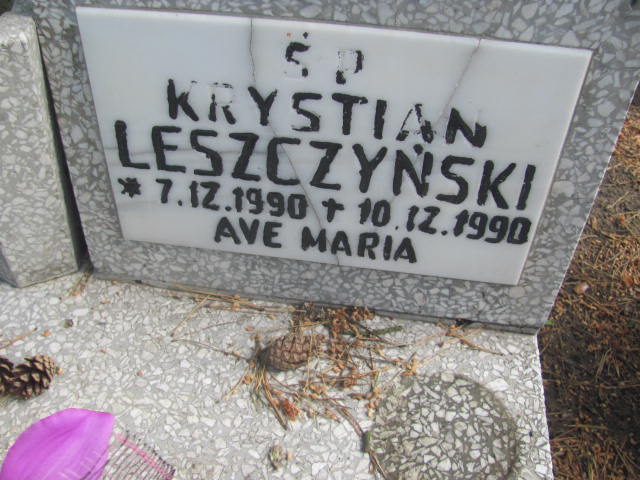 Ś P
KRYSTIAN
LESZCZYŃSKI
* 7.12.1990 ✝ 10.12.1990
AVE MARIA